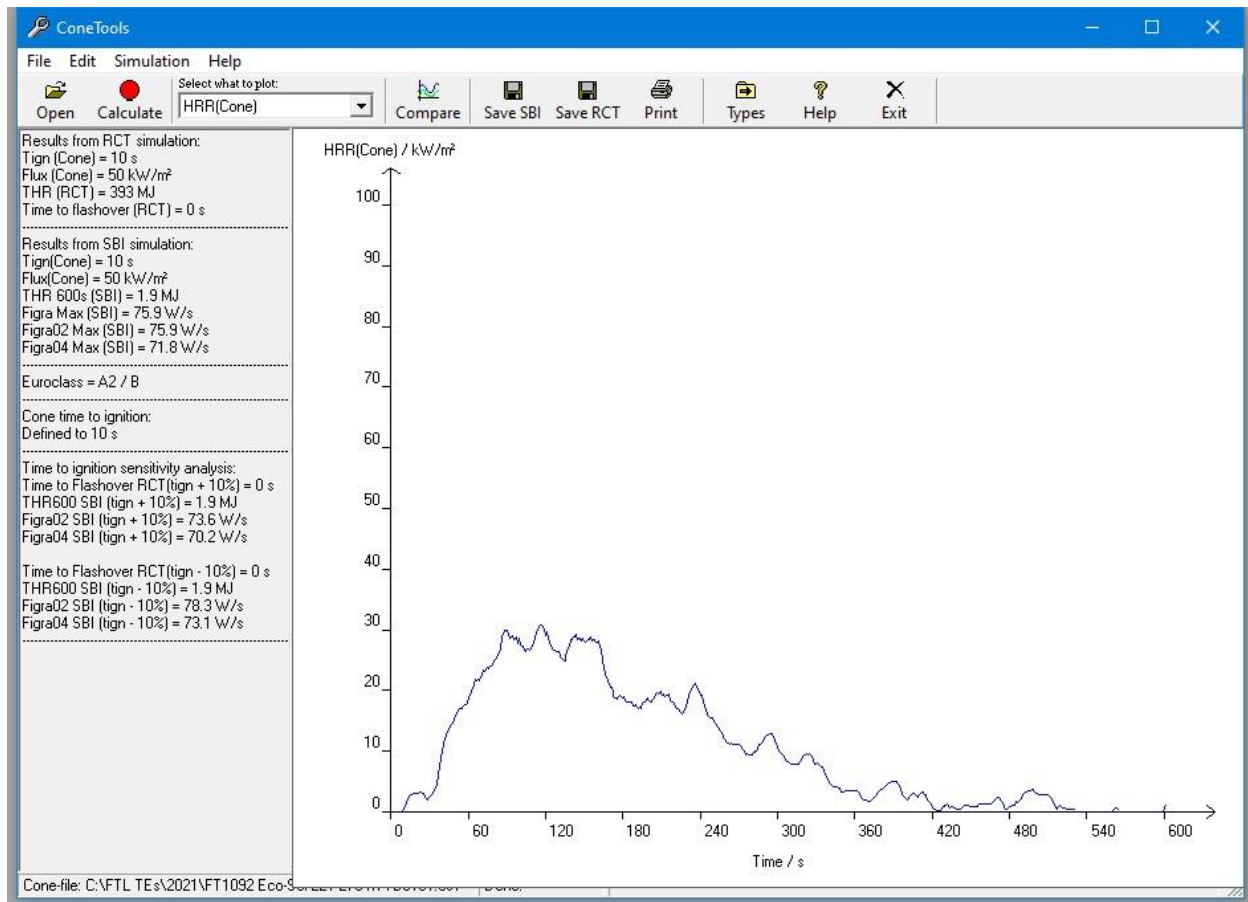 ConeTools
File Edit Simulation Help
Open Calculate Select what to plot: HRR(Cone) Compare Save SBI Save RCT Print Types Help Exit
Results from RCT simulation:
Tign (Cone) = 10 s
Flux (Cone) = 50 kW/m²
THR (RCT) = 393 MJ
Time to flashover (RCT) = 0 s
Results from SBI simulation:
Tign(Cone) = 10 s
Flux(Cone) = 50 kW/m²
THR 600s (SBI) = 1.9 MJ
Figra Max (SBI) = 75.9 W/s
Figra02 Max (SBI) = 75.9 W/s
Figra04 Max (SBI) = 71.8 W/s
Euroclass = A2 / B
Cone time to ignition:
Defined to 10 s
Time to ignition sensitivity analysis:
Time to Flashover RCT(tign + 10%) = 0 s
THR600 SBI (tign + 10%) = 1.9 MJ
Figra02 SBI (tign + 10%) = 73.6 W/s
Figra04 SBI (tign + 10%) = 70.2 W/s
Time to Flashover RCT(tign - 10%) = 0 s
THR600 SBI (tign - 10%) = 1.9 MJ
Figra02 SBI (tign - 10%) = 78.3 W/s
Figra04 SBI (tign - 10%) = 73.1 W/s
HRR(Cone) / kW/m²
100
90
80
70
60
50
40
30
20
10
0
0 60 120 180 240 300 360 420 480 540 600
Time / s
Cone-file: C:\FTL TEs\2021\FT1092